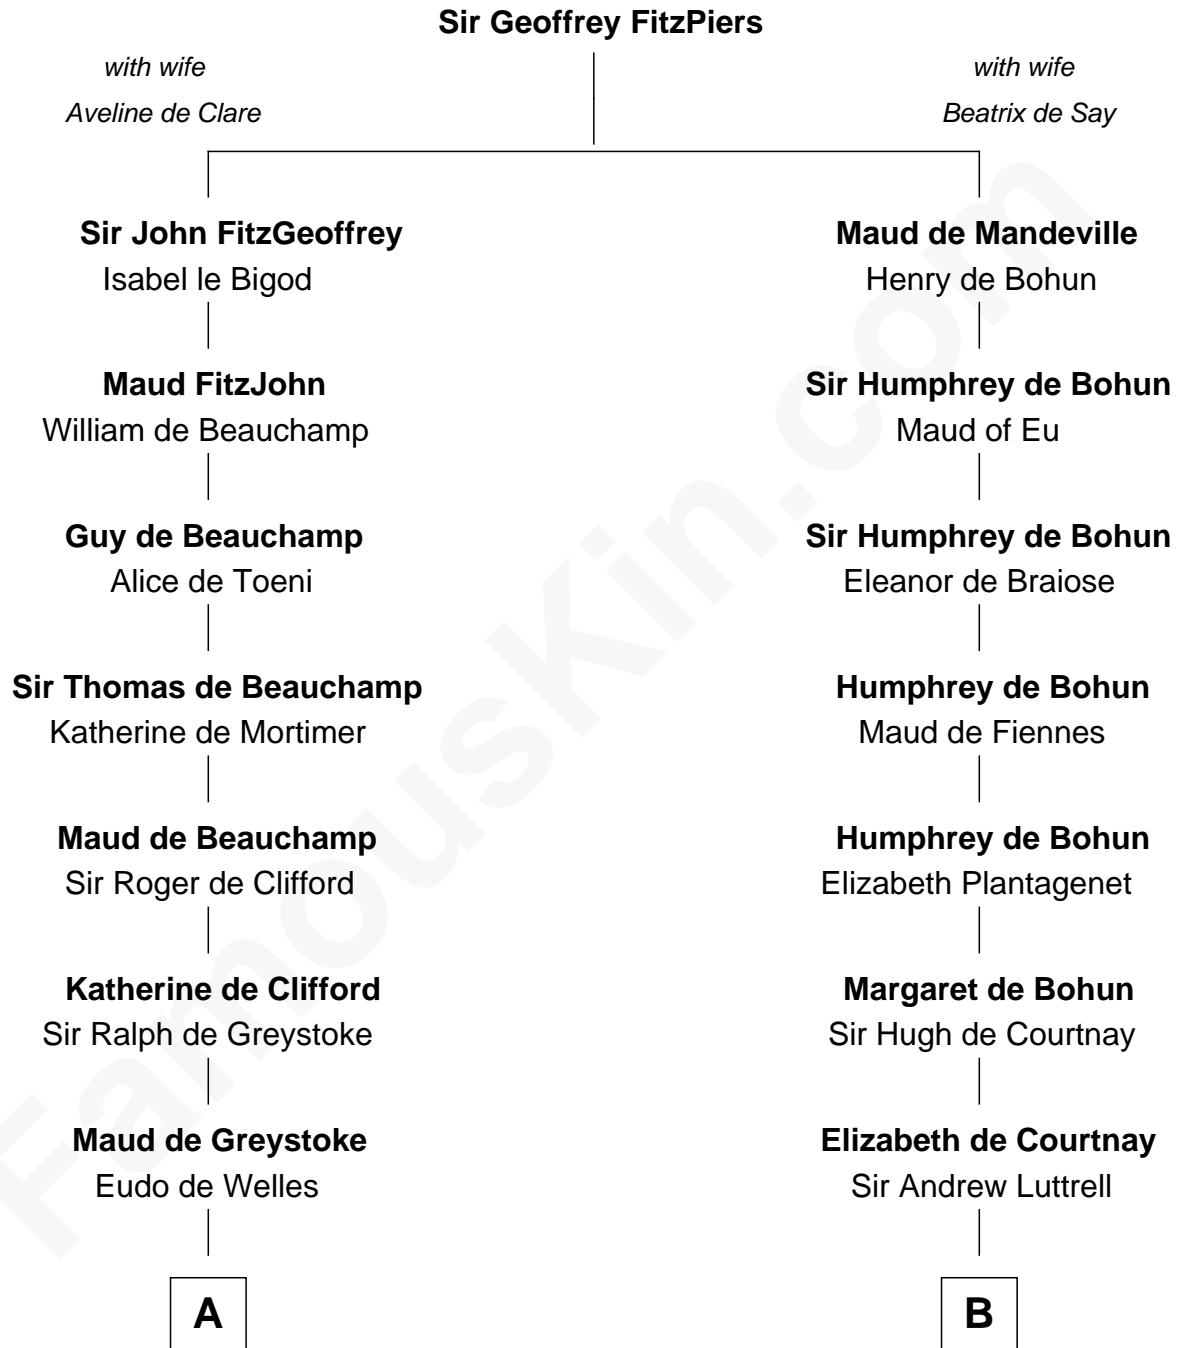 Sir Geoffrey FitzPiers
with wife
Aveline de Clare
with wife
Beatrix de Say
Sir John FitzGeoffrey
Isabel le Bigod
Maud de Mandeville
Henry de Bohun
Maud FitzJohn
William de Beauchamp
Sir Humphrey de Bohun
Maud of Eu
Guy de Beauchamp
Alice de Toeni
Sir Humphrey de Bohun
Eleanor de Braiose
Sir Thomas de Beauchamp
Katherine de Mortimer
Humphrey de Bohun
Maud de Fiennes
Maud de Beauchamp
Sir Roger de Clifford
Humphrey de Bohun
Elizabeth Plantagenet
Katherine de Clifford
Sir Ralph de Greystoke
Margaret de Bohun
Sir Hugh de Courtnay
Maud de Greystoke
Eudo de Welles
Elizabeth de Courtnay
Sir Andrew Luttrell
A
B
FamousKin.com